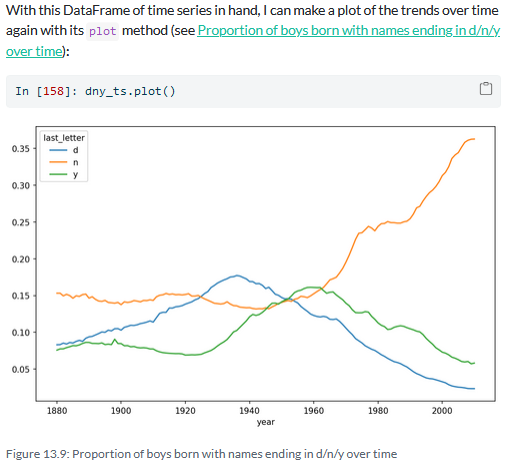 With this DataFrame of time series in hand, I can make a plot of the trends over time
again with its plot method (see Proportion of boys born with names ending in d/n/y
over time):
In [158]: dny_ts.plot()
last_letter
d
n
y
0.35
0.30
0.25
0.20
0.15
0.10
0.05
1880 1900 1920 1940 1960 1980 2000
year
Figure 13.9: Proportion of boys born with names ending in d/n/y over time